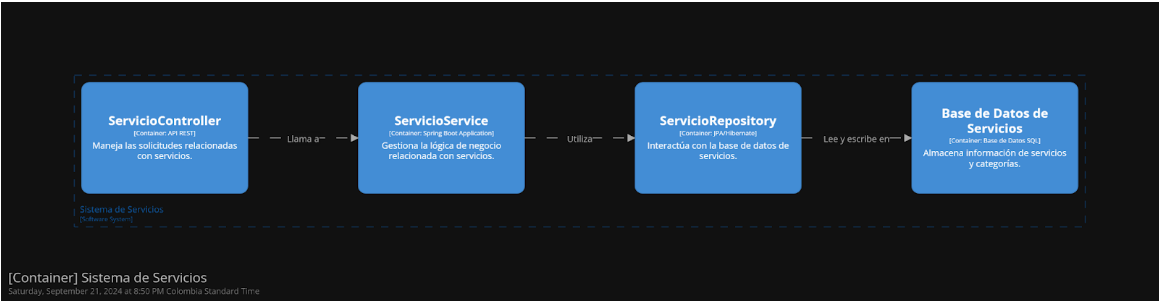 ServicioController
[Container: API REST]
Maneja las solicitudes relacionadas
con servicios.
Llama a
ServicioService
[Container: Spring Boot Application]
Gestiona la lógica de negocio
relacionada con servicios.
Utiliza
ServicioRepository
[Container: JPA/Hibernate]
Interactúa con la base de datos de
servicios.
Lee y escribe en
Base de Datos de
Servicios
[Container: Base de Datos SQL]
Almacena información de servicios
y categorías.
Sistema de Servicios
[Software System]
[Container] Sistema de Servicios
Saturday, September 21, 2024 at 8:50 PM Colombia Standard Time